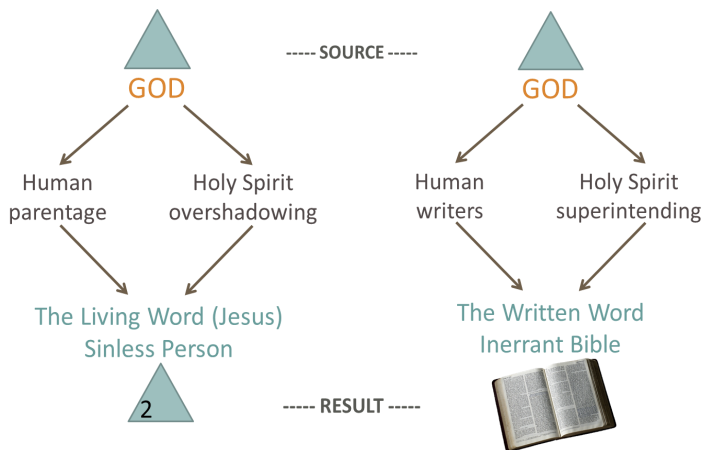 ----- SOURCE -----
GOD
GOD
Human
parentage
Holy Spirit
overshadowing
Human
writers
Holy Spirit
superintending
The Living Word (Jesus)
Sinless Person
The Written Word
Inerrant Bible
2
----- RESULT -----